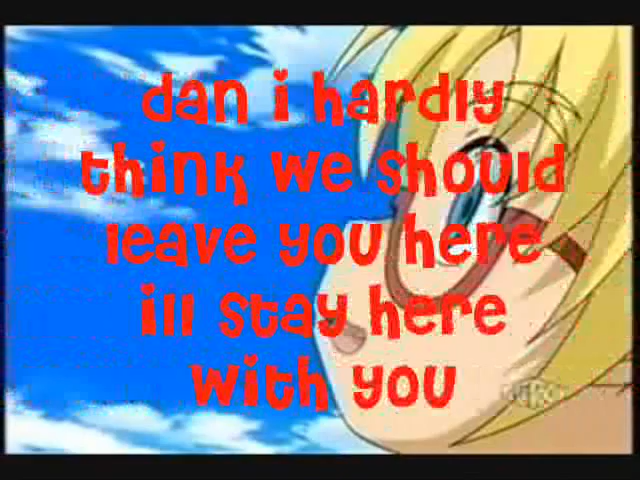 dan i hardly
think we should
leave you here
ill stay here
with you